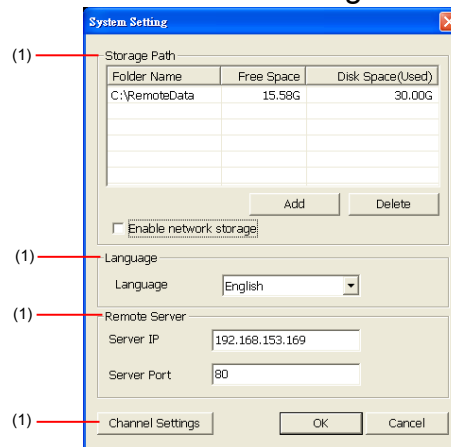 System Setting
(1)
Storage Path
Folder Name Free Space Disk Space(Used)
C:\RemoteData 15.58G 30.00G
Add Delete
Enable network storage
(1)
Language
Language English
(1)
Remote Server
Server IP 192.168.153.169
Server Port 80
(1)
Channel Settings OK Cancel